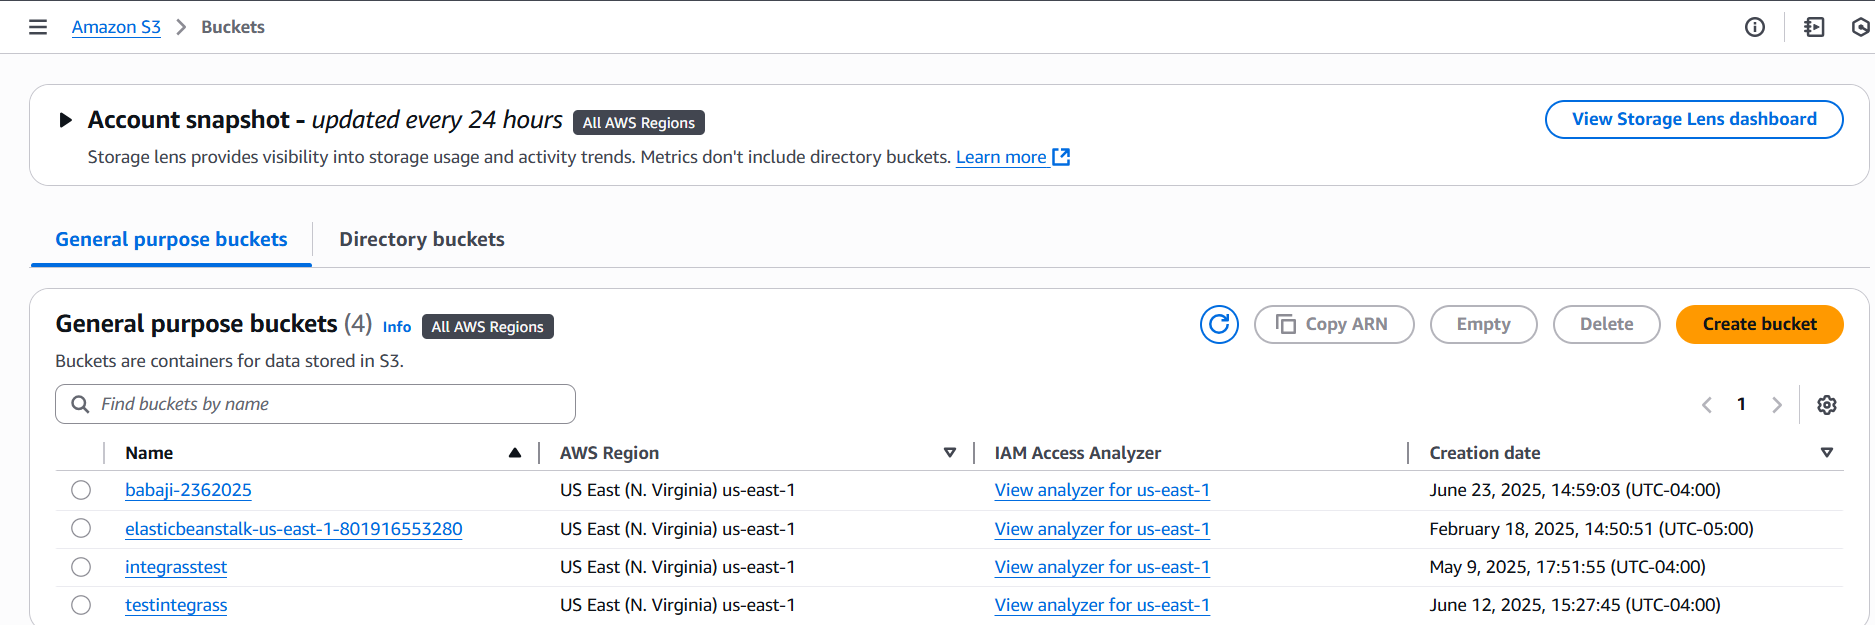 Amazon S3 > Buckets
Account snapshot - updated every 24 hours All AWS Regions
View Storage Lens dashboard
Storage lens provides visibility into storage usage and activity trends. Metrics don't include directory buckets. Learn more
General purpose buckets Directory buckets
General purpose buckets (4) Info All AWS Regions
Copy ARN Empty Delete Create bucket
Buckets are containers for data stored in S3.
Find buckets by name
1
Name AWS Region IAM Access Analyzer Creation date
babaji-2362025 US East (N. Virginia) us-east-1 View analyzer for us-east-1 June 23, 2025, 14:59:03 (UTC-04:00)
elasticbeanstalk-us-east-1-801916553280 US East (N. Virginia) us-east-1 View analyzer for us-east-1 February 18, 2025, 14:50:51 (UTC-05:00)
integrasstest US East (N. Virginia) us-east-1 View analyzer for us-east-1 May 9, 2025, 17:51:55 (UTC-04:00)
testintegrass US East (N. Virginia) us-east-1 View analyzer for us-east-1 June 12, 2025, 15:27:45 (UTC-04:00)